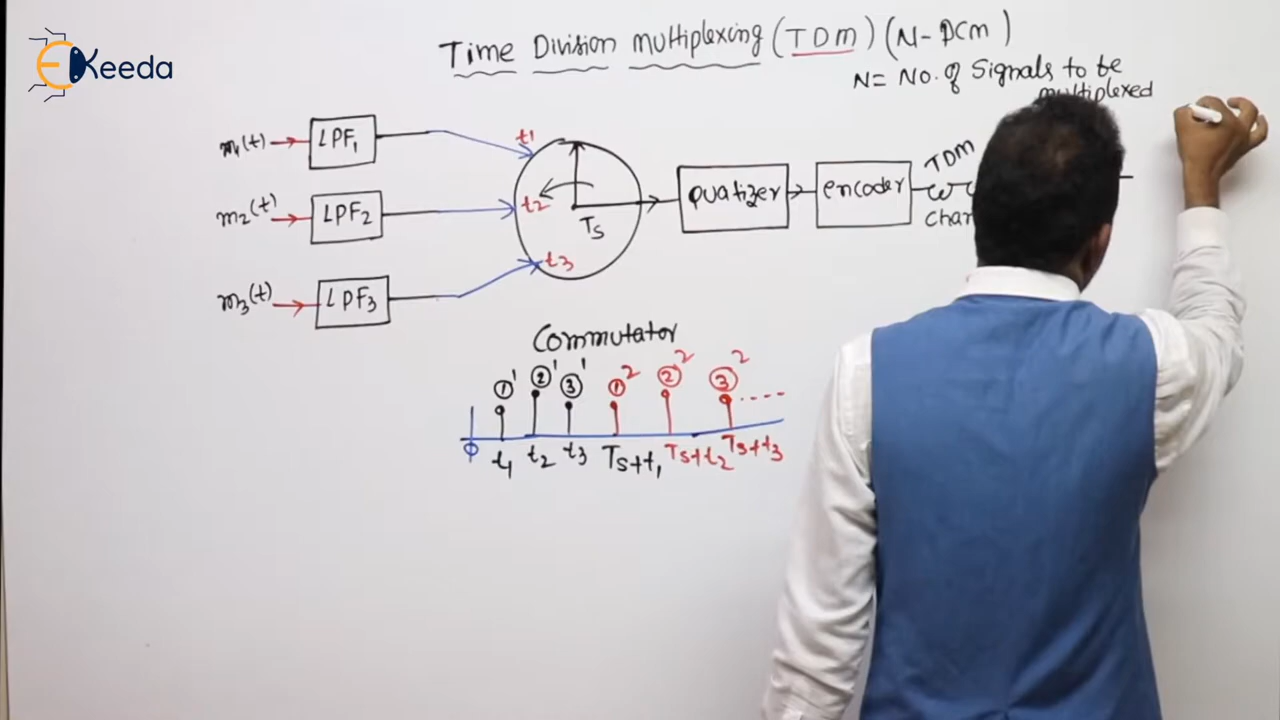 EKeeda
Time Division multiplexing (TDM) (N-PCM)
N= No. of Signals to be
multiplexed
m1(t) LPF1
m2(t) LPF2
m3(t) LPF3
t1
t2
t3
Ts
Quatizer
encoder
TDM
Chan
Commutator
①¹ ②¹ ③¹ ①² ②² ③² ....
0 t1 t2 t3 Ts+t1 Ts+t2 Ts+t3